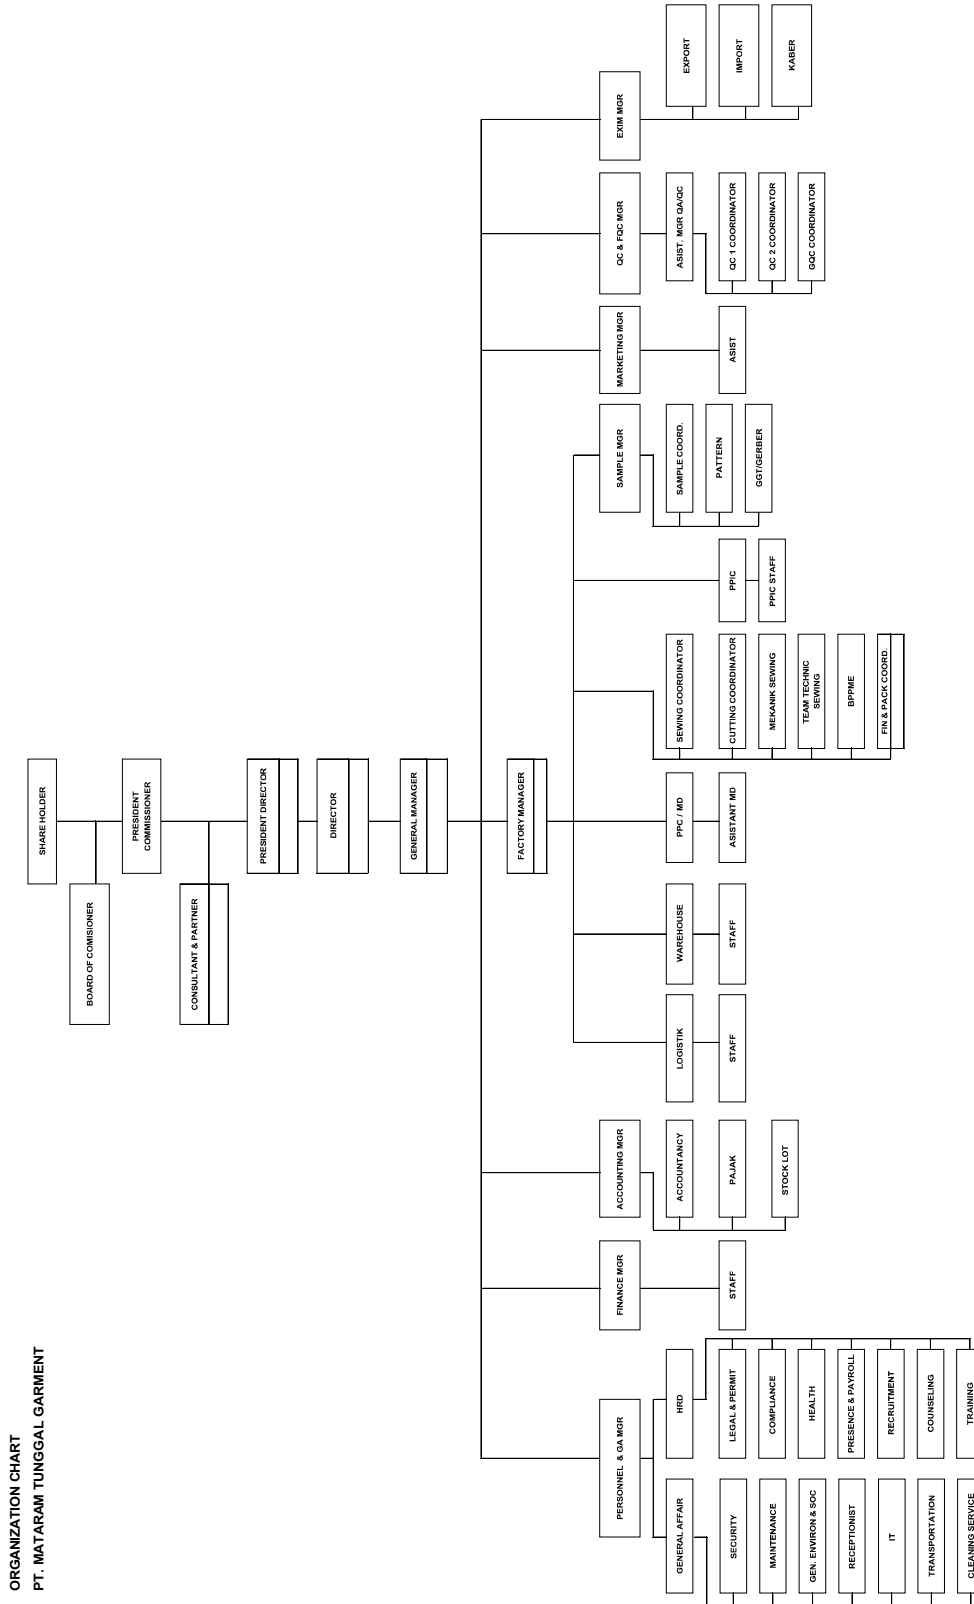 ORGANIZATION CHART
PT. MATARAM TUNGGAL GARMENT
SHARE HOLDER
BOARD OF COMISIONER
PRESIDENT
COMMISSIONER
CONSULTANT & PARTNER
PRESIDENT DIRECTOR
DIRECTOR
GENERAL MANAGER
FACTORY MANAGER
PERSONNEL & GA MGR
FINANCE MGR
ACCOUNTING MGR
SAMPLE MGR
MARKETING MGR
QC & FQC MGR
EXIM MGR
GENERAL AFFAIR
HRD
ACCOUNTANCY
LOGISTIK
WAREHOUSE
PPC / MD
SEWING COORDINATOR
SAMPLE COORD.
ASIST. MGR QA/QC
EXPORT
SECURITY
LEGAL & PERMIT
STAFF
PAJAK
STAFF
STAFF
ASISTANT MD
CUTTING COORDINATOR
PPIC
PATTERN
ASIST
QC 1 COORDINATOR
IMPORT
MAINTENANCE
COMPLIANCE
STOCK LOT
MEKANIK SEWING
PPIC STAFF
GGT/GERBER
QC 2 COORDINATOR
KABER
GEN. ENVIRON & SOC
HEALTH
TEAM TECHNIC
SEWING
GQC COORDINATOR
RECEPTIONIST
PRESENCE & PAYROLL
BPPME
IT
RECRUITMENT
FIN & PACK COORD.
TRANSPORTATION
COUNSELING
CLEANING SERVICE
TRAINING